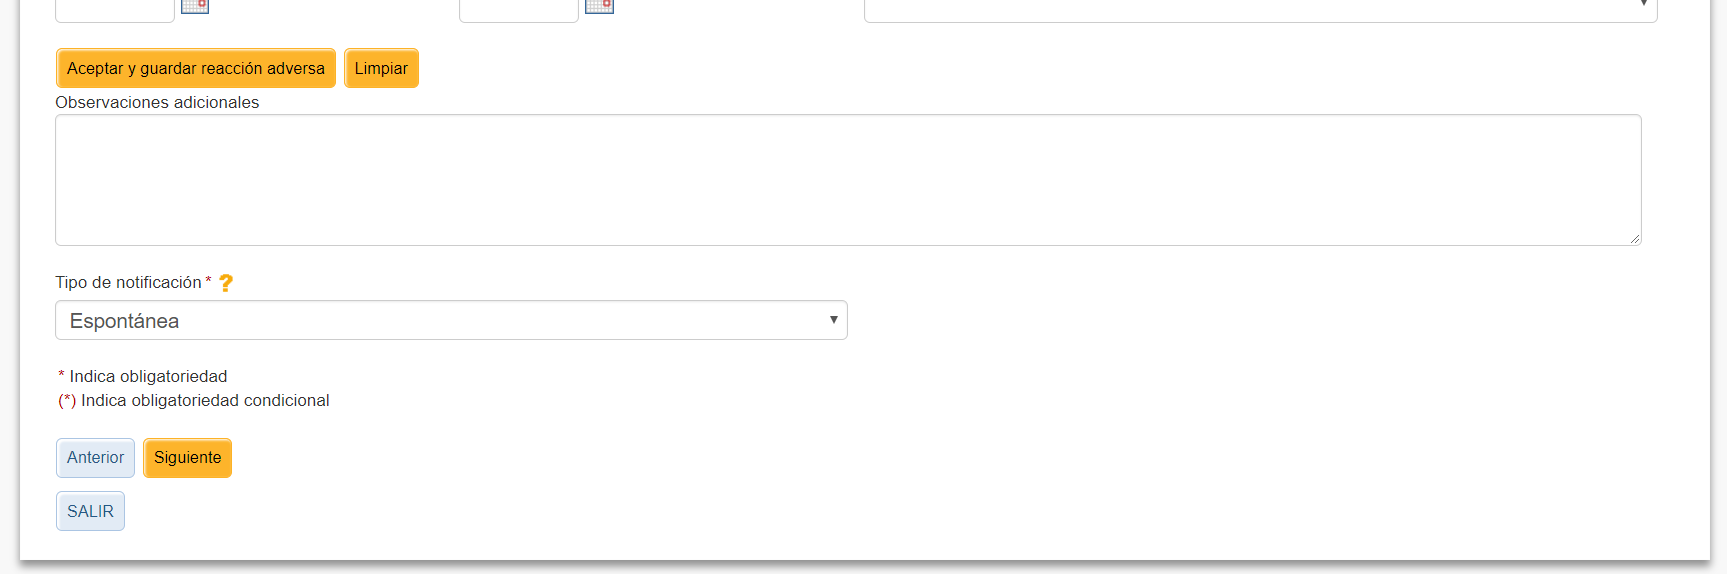 Aceptar y guardar reacción adversa Limpiar
Observaciones adicionales
Tipo de notificación * ?
Espontánea
* Indica obligatoriedad
(*) Indica obligatoriedad condicional
Anterior Siguiente
SALIR